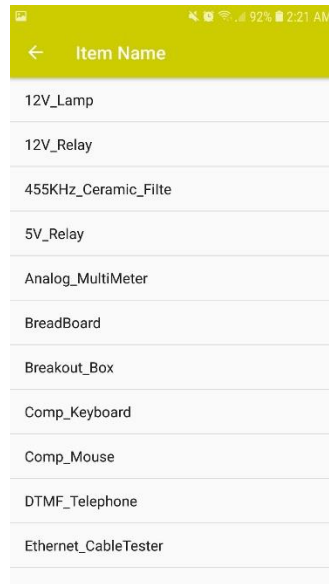 92% 2:21 AM
Item Name
12V_Lamp
12V_Relay
455KHz_Ceramic_Filte
5V_Relay
Analog_MultiMeter
BreadBoard
Breakout_Box
Comp_Keyboard
Comp_Mouse
DTMF_Telephone
Ethernet_CableTester